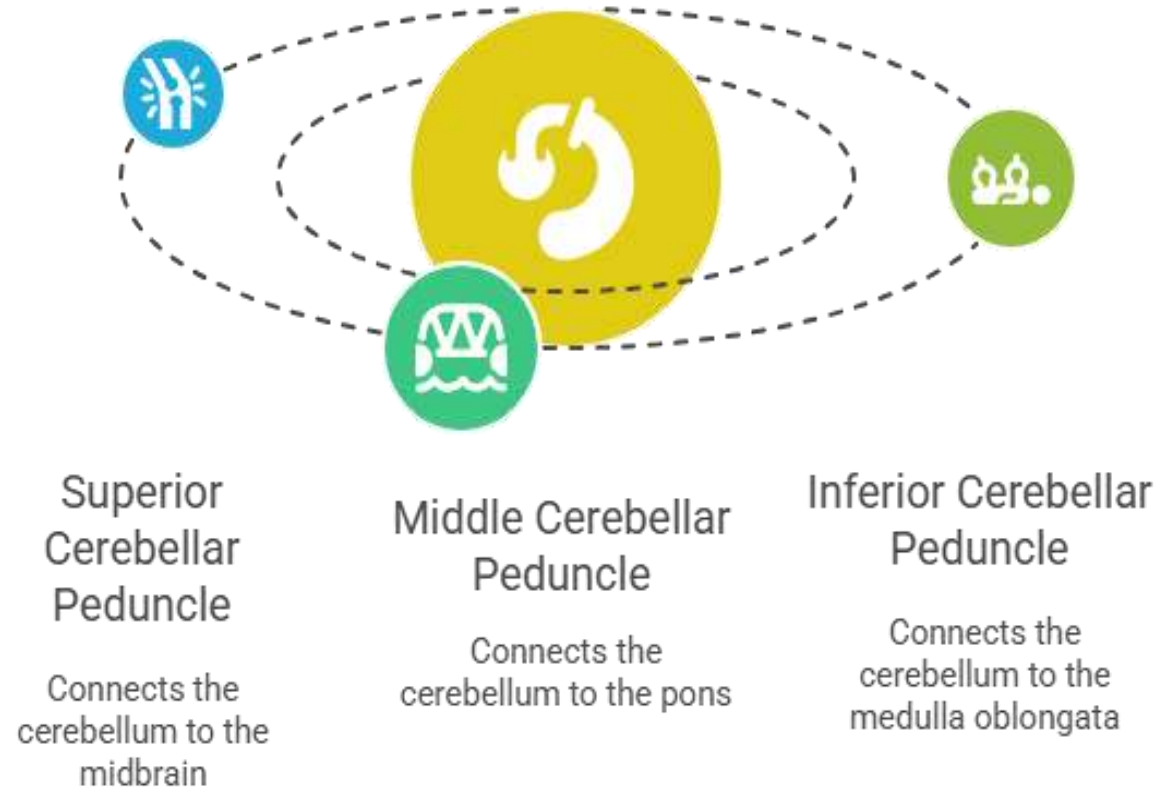 Superior
Cerebellar
Peduncle
Connects the
cerebellum to the
midbrain
Middle Cerebellar
Peduncle
Connects the
cerebellum to the pons
Inferior Cerebellar
Peduncle
Connects the
cerebellum to the
medulla oblongata